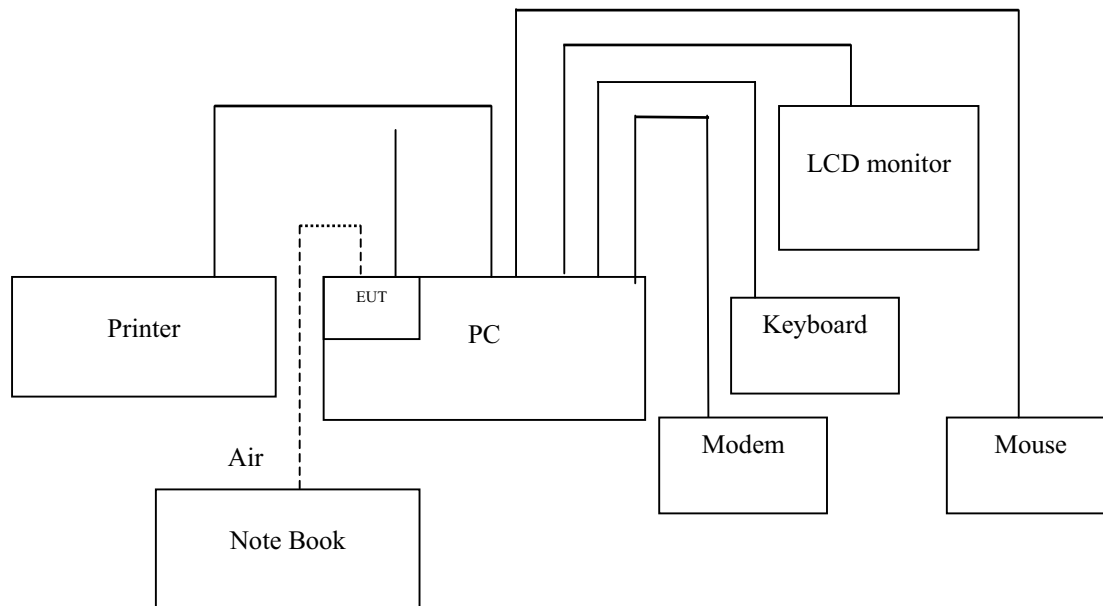 LCD monitor
EUT
Printer
PC
Keyboard
Modem
Mouse
Air
Note Book